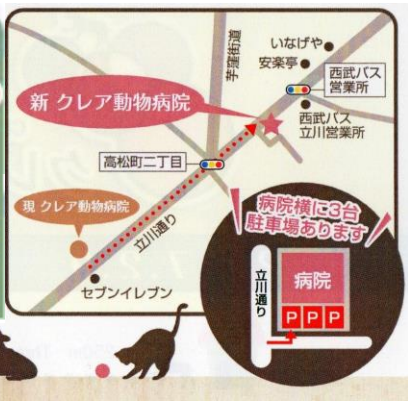 いなげや
安楽亭
芋窪街道
西武バス
営業所
新 クレア動物病院
西武バス
立川営業所
高松町二丁目
現 クレア動物病院
立川通り
セブンイレブン
病院横に3台
駐車場あります
立川通り
病院
P P P